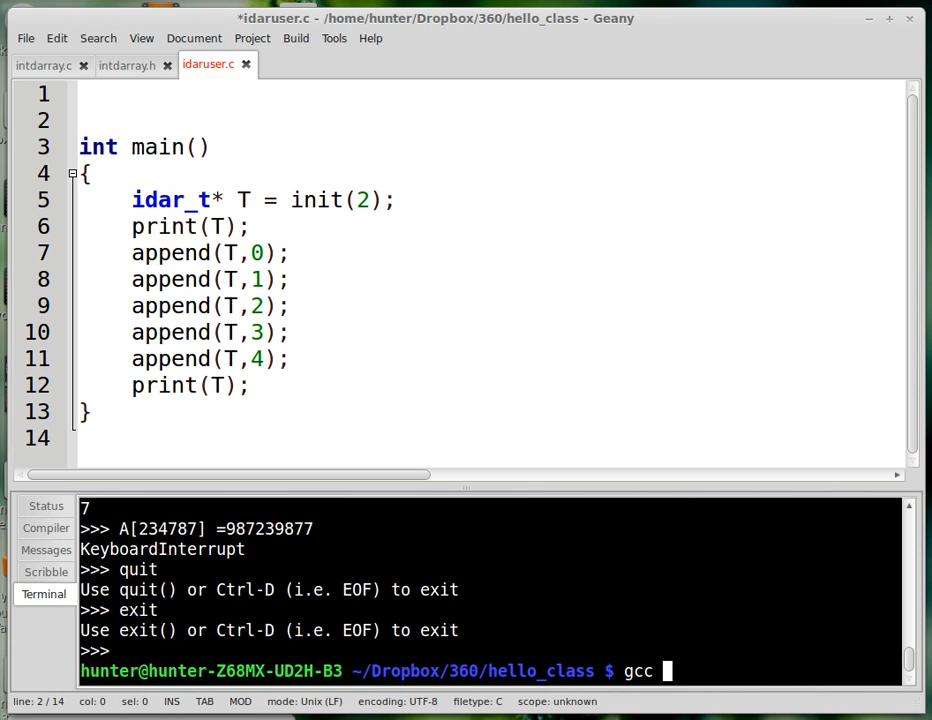 *idaruser.c - /home/hunter/Dropbox/360/hello_class - Geany
File Edit Search View Document Project Build Tools Help
intdarray.c intdarray.h idaruser.c
1
2
3 int main()
4 {
5 idar_t* T = init(2);
6 print(T);
7 append(T,0);
8 append(T,1);
9 append(T,2);
10 append(T,3);
11 append(T,4);
12 print(T);
13 }
14
Status
Compiler
Messages
Scribble
Terminal
7
>>> A[234787] =987239877
KeyboardInterrupt
>>> quit
Use quit() or Ctrl-D (i.e. EOF) to exit
>>> exit
Use exit() or Ctrl-D (i.e. EOF) to exit
>>>
hunter@hunter-Z68MX-UD2H-B3 ~/Dropbox/360/hello_class $ gcc
line: 2 / 14 col: 0 sel: 0 INS TAB MOD mode: Unix (LF) encoding: UTF-8 filetype: C scope: unknown